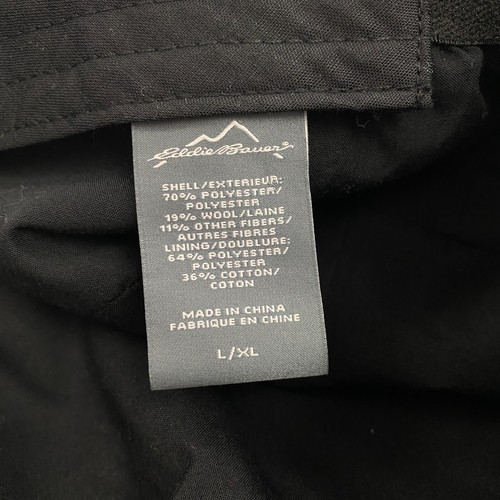 Eddie Bauer®
SHELL/EXTERIEUR:
70% POLYESTER/
POLYESTER
19% WOOL/LAINE
11% OTHER FIBERS/
AUTRES FIBRES
LINING/DOUBLURE:
64% POLYESTER/
POLYESTER
36% COTTON/
COTON
MADE IN CHINA
FABRIQUE EN CHINE
L/XL